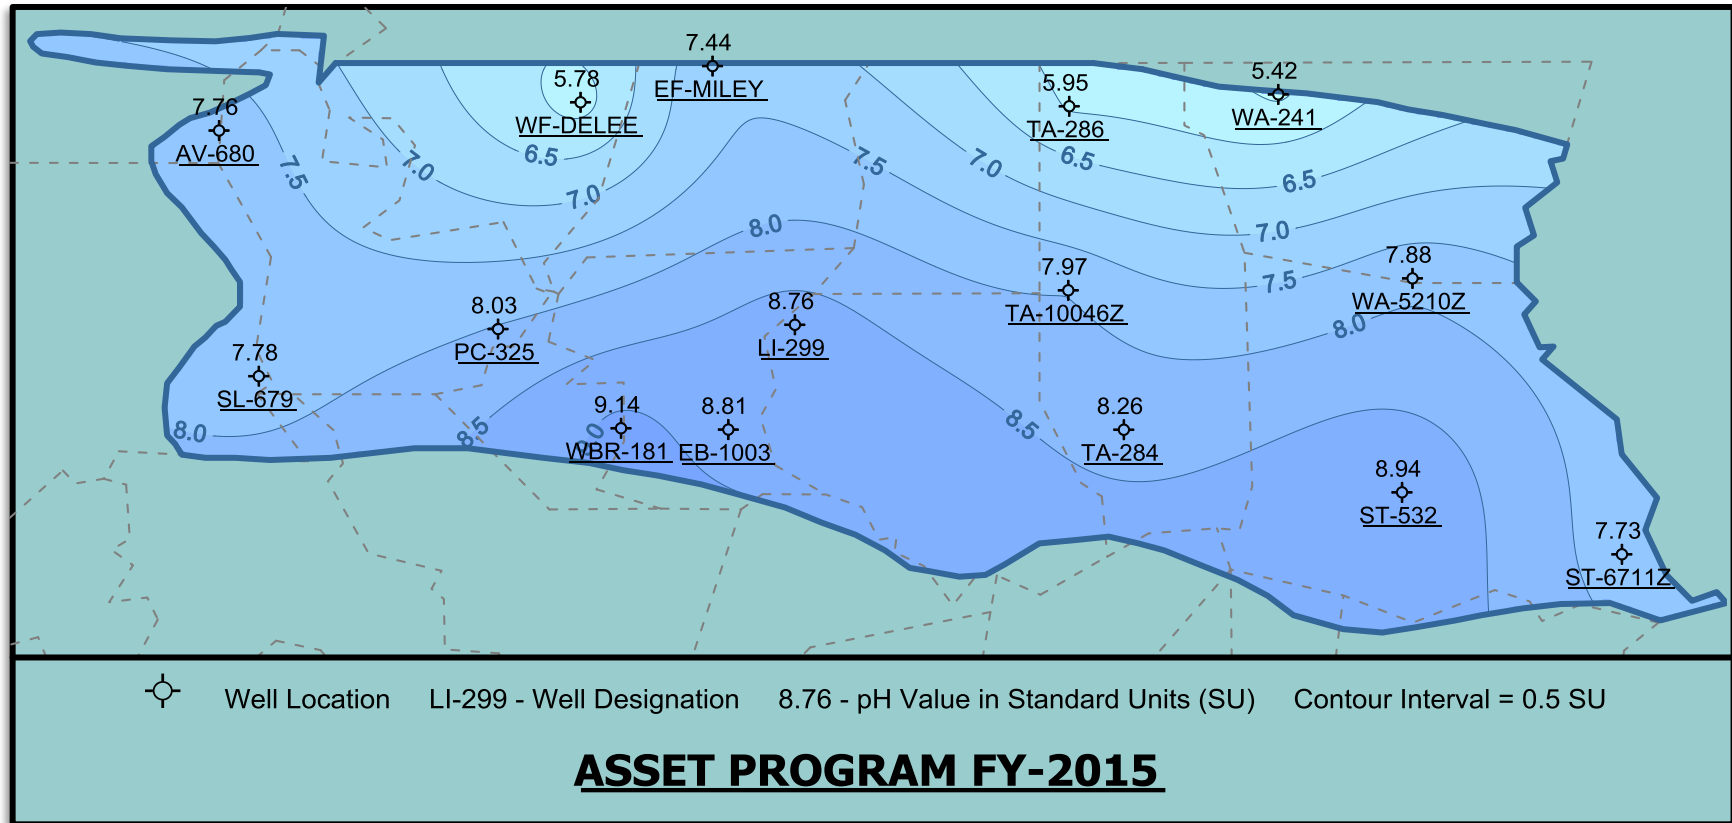 7.44
EF-MILEY
5.78
WF-DELEE
5.95
TA-286
5.42
WA-241
7.76
AV-680
7.5
7.0
6.5
7.0
7.5
7.0
6.5
6.5
7.0
7.5
8.0
8.0
7.97
TA-10046Z
7.88
WA-5210Z
8.03
PC-325
8.76
LI-299
7.78
SL-679
8.0
8.5
9.0
9.14
WBR-181
8.81
EB-1003
8.5
8.26
TA-284
8.94
ST-532
7.73
ST-6711Z
Well Location LI-299 - Well Designation 8.76 - pH Value in Standard Units (SU) Contour Interval = 0.5 SU
ASSET PROGRAM FY-2015